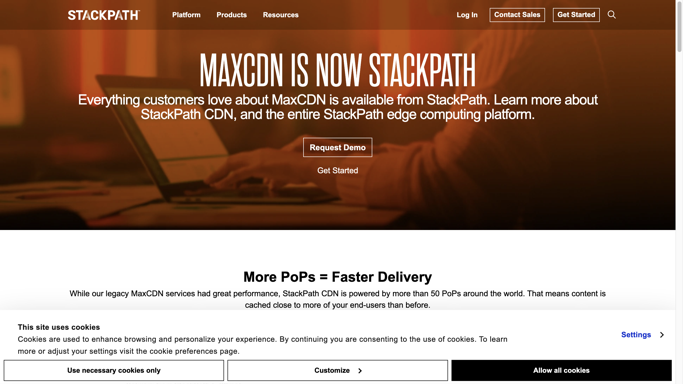 STACKPATH
Platform Products Resources Log In Contact Sales Get Started
MAXCDN IS NOW STACKPATH
Everything customers love about MaxCDN is available from StackPath. Learn more about
StackPath CDN, and the entire StackPath edge computing platform.
Request Demo
Get Started
More PoPs = Faster Delivery
While our legacy MaxCDN services had great performance, StackPath CDN is powered by more than 50 PoPs around the world. That means content is
cached close to more of your end-users than before.
This site uses cookies
Cookies are used to enhance browsing and personalize your experience. By continuing you are consenting to the use of cookies. To learn
more or adjust your settings visit the cookie preferences page.
Settings
Use necessary cookies only
Customize
Allow all cookies